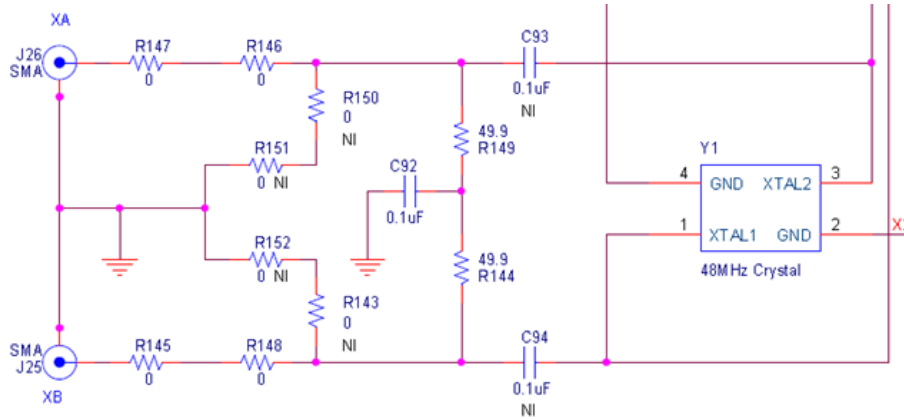 XA
J26
SMA
R147
0
R146
0
R150
0
NI
R151
0 NI
C93
0.1uF
NI
49.9
R149
C92
0.1uF
Y1
4
GND
XTAL2
3
1
XTAL1
GND
2
48MHz Crystal
R152
0 NI
R143
0
NI
49.9
R144
SMA
J25
XB
R145
0
R148
0
C94
0.1uF
NI